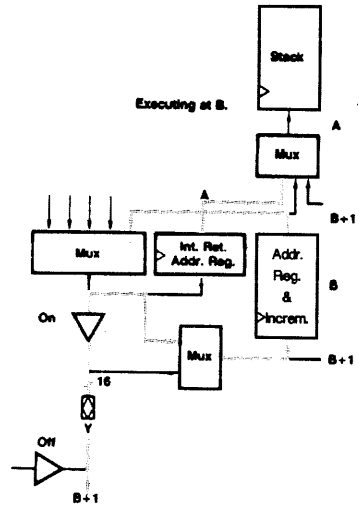 Stack
Executing at B.
A
Mux
A
B+1
Mux
Int. Ret.
Addr. Reg.
Addr.
Reg.
&
Increm.
B
On
Mux
B+1
16
Y
Off
B+1